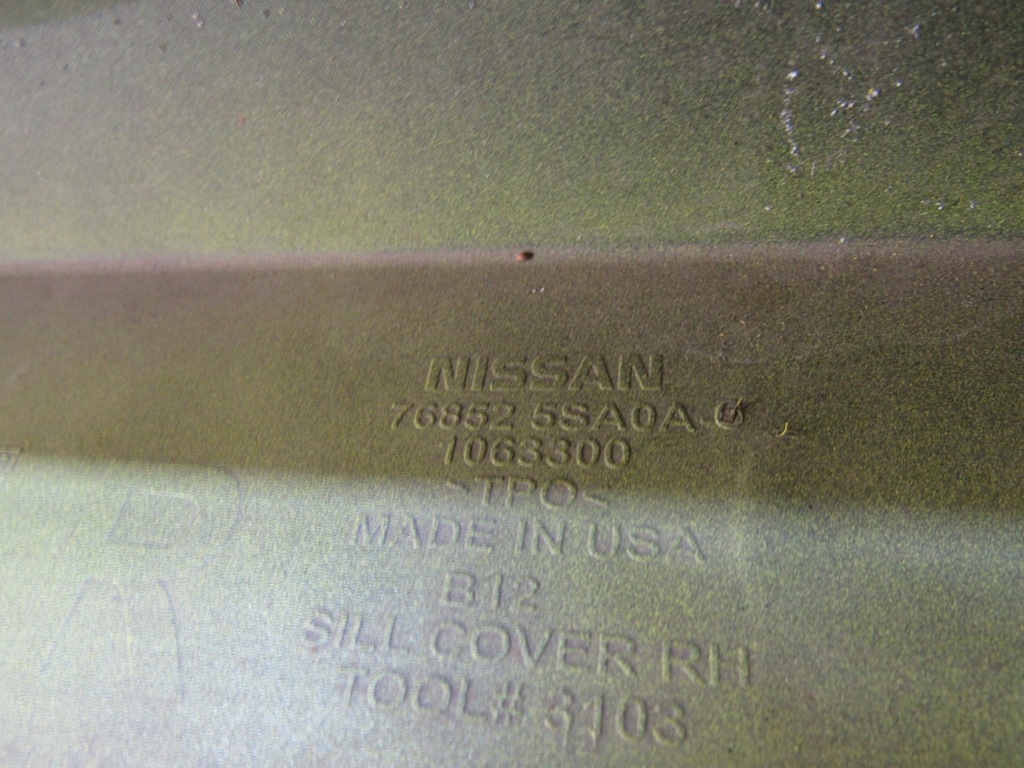 NISSAN
76852 5SA0A
1063300
>TPO<
MADE IN USA
B12
SILL COVER RH
TOOL# 3103